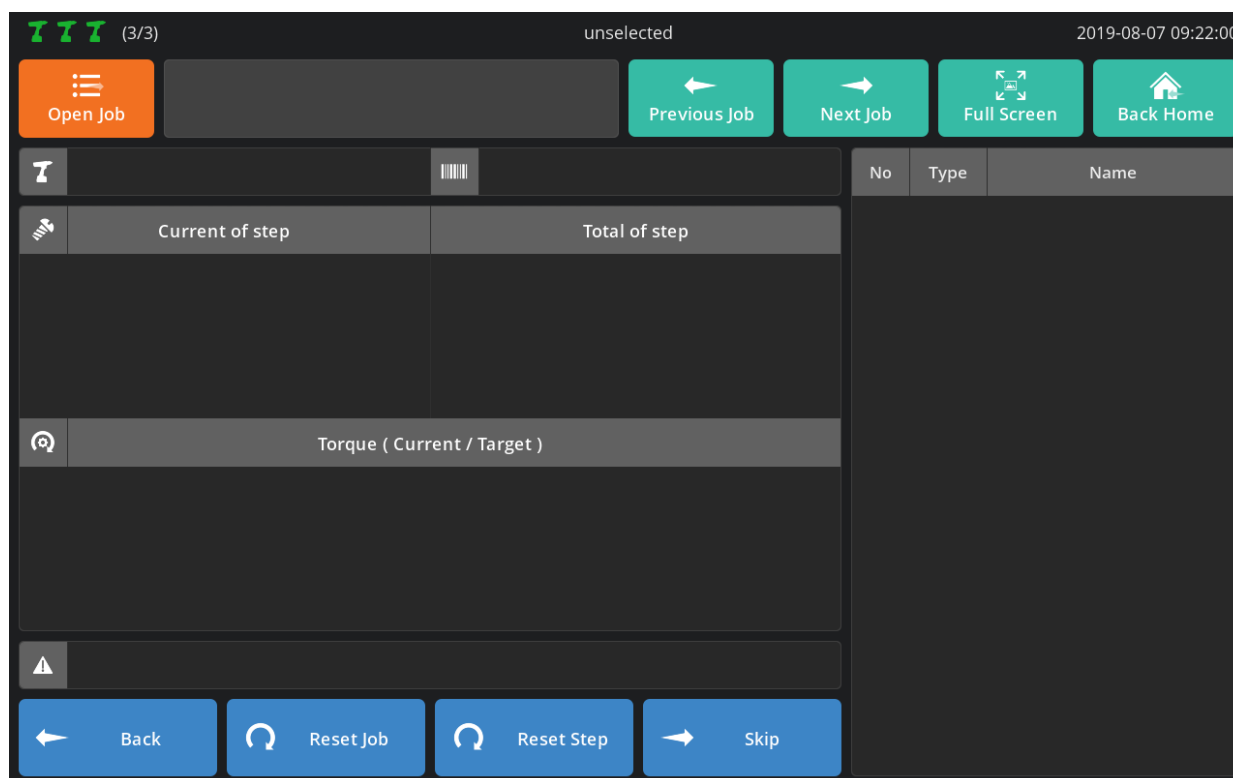 (3/3) unselected 2019-08-07 09:22:00
Open Job
Previous Job
Next Job
Full Screen
Back Home
No Type Name
Current of step Total of step
Torque ( Current / Target )
Back Reset Job Reset Step Skip